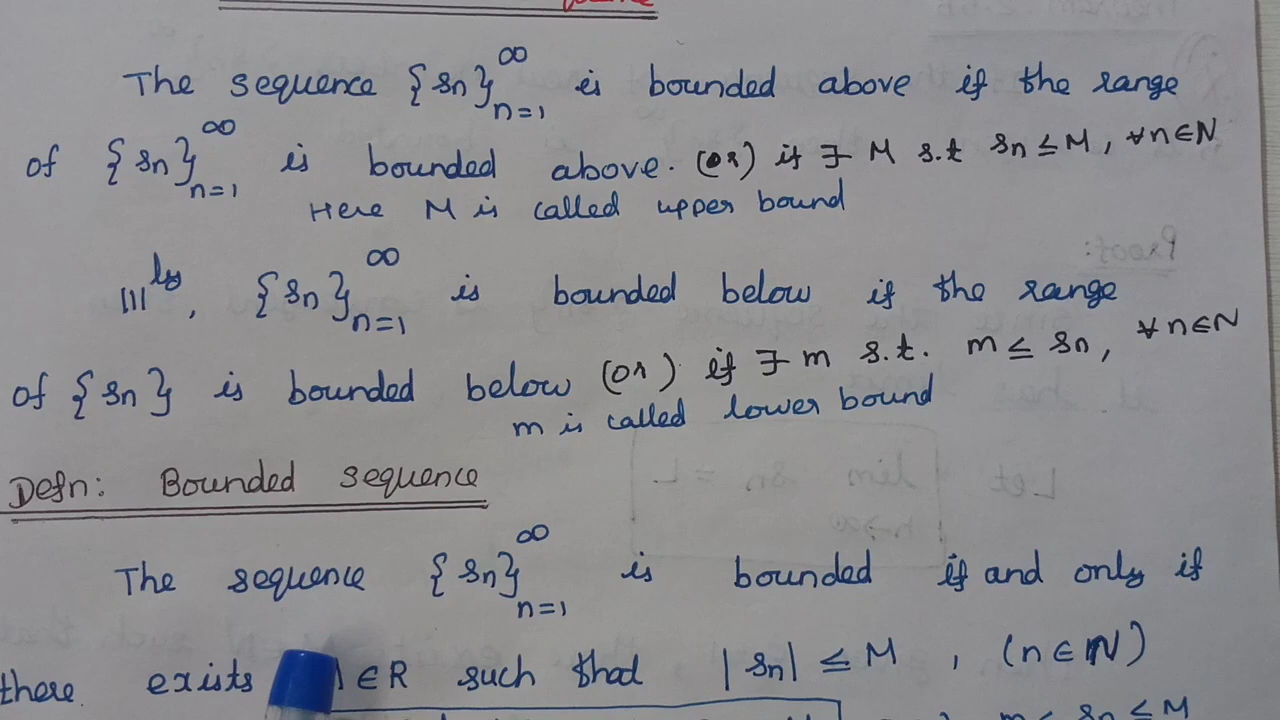 The sequence {sn}∞n=1 is bounded above if the range
of {sn}∞n=1 is bounded above. (or) if ∃ M s.t sn ≤ M, ∀n∈N
Here M is called upper bound
|||ly, {sn}∞n=1 is bounded below if the range
of {sn} is bounded below (or) if ∃ m s.t. m ≤ sn, ∀n∈N
m is called lower bound
Defn: Bounded sequence
The sequence {sn}∞n=1 is bounded if and only if
there exists ∈R such that |sn| ≤ M, (n∈N)
m ≤ sn ≤ M